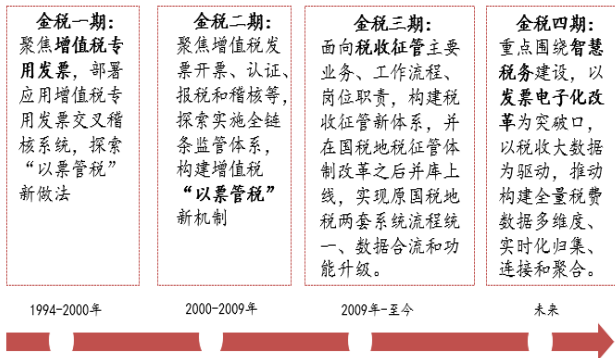 金税一期：
聚焦增值税专
用发票，部署
应用增值税专
用发票交叉稽
核系统，探索
“以票管税”
新做法
金税二期：
聚焦增值税发
票开票、认证、
报税和稽核等，
探索实施全链
条监管体系，
构建增值税
“以票管税”
新机制
金税三期：
面向税收征管主要
业务、工作流程、
岗位职责，构建税
收征管新体系，并
在国税地税征管体
制改革之后并库上
线，实现原国税地
税两套系统流程统
一、数据合流和功
能升级。
金税四期：
重点围绕智慧
税务建设，以
发票电子化改
革为突破口，
以税收大数据
为驱动，推动
构建全量税费
数据多维度、
实时化归集、
连接和聚合。
1994-2000年
2000-2009年
2009年-至今
未来